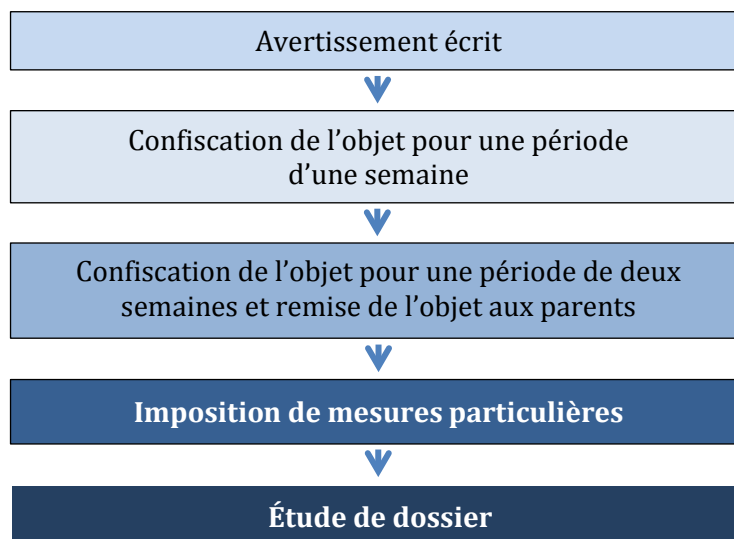 Avertissement écrit
Confiscation de l’objet pour une période
d’une semaine
Confiscation de l’objet pour une période de deux
semaines et remise de l’objet aux parents
Imposition de mesures particulières
Étude de dossier